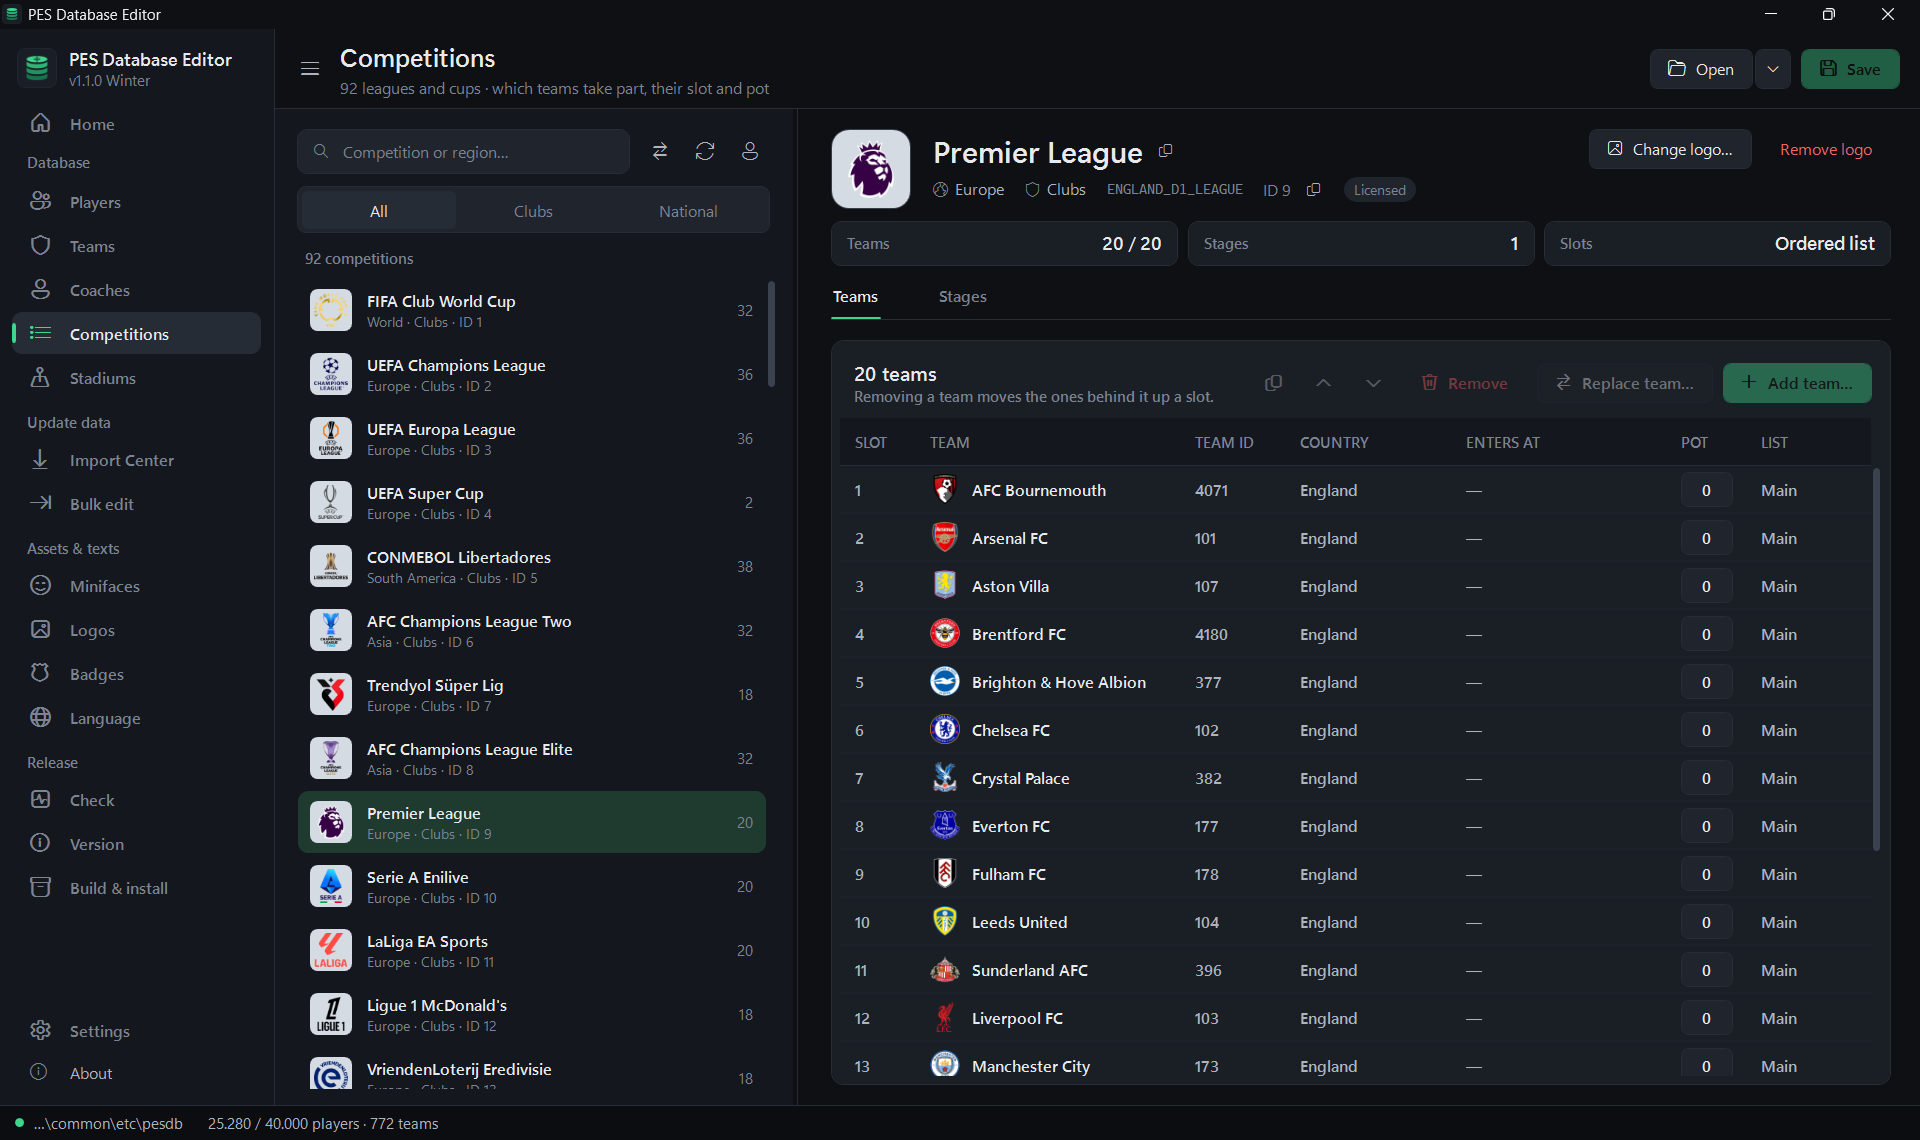 PES Database Editor
PES Database Editor
v1.1.0 Winter
Home
Database
Players
Teams
Coaches
Competitions
Stadiums
Update data
Import Center
Bulk edit
Assets & texts
Minifaces
Logos
Badges
Language
Release
Check
Version
Build & install
Settings
About
Competitions
92 leagues and cups · which teams take part, their slot and pot
Open
Save
Competition or region...
All Clubs National
92 competitions
FIFA Club World Cup
World · Clubs · ID 1
32
UEFA Champions League
Europe · Clubs · ID 2
36
UEFA Europa League
Europe · Clubs · ID 3
36
UEFA Super Cup
Europe · Clubs · ID 4
2
CONMEBOL Libertadores
South America · Clubs · ID 5
38
AFC Champions League Two
Asia · Clubs · ID 6
32
Trendyol Süper Lig
Europe · Clubs · ID 7
18
AFC Champions League Elite
Asia · Clubs · ID 8
32
Premier League
Europe · Clubs · ID 9
20
SERIE A
Serie A Enilive
Europe · Clubs · ID 10
20
LALIGA
LaLiga EA Sports
Europe · Clubs · ID 11
20
LIGUE 1
Ligue 1 McDonald's
Europe · Clubs · ID 12
18
VriendenLoterij Eredivisie
Europe · Clubs · ID 13
18
Premier League
Europe Clubs ENGLAND_D1_LEAGUE ID 9 Licensed
Change logo...
Remove logo
Teams 20 / 20
Stages 1
Slots Ordered list
Teams Stages
20 teams
Removing a team moves the ones behind it up a slot.
Remove
Replace team...
Add team...
SLOT TEAM TEAM ID COUNTRY ENTERS AT POT LIST
1 AFC Bournemouth 4071 England — 0 Main
2 Arsenal FC 101 England — 0 Main
3 Aston Villa 107 England — 0 Main
4 Brentford FC 4180 England — 0 Main
5 Brighton & Hove Albion 377 England — 0 Main
6 Chelsea FC 102 England — 0 Main
7 Crystal Palace 382 England — 0 Main
8 Everton FC 177 England — 0 Main
9 Fulham FC 178 England — 0 Main
10 Leeds United 104 England — 0 Main
11 Sunderland AFC 396 England — 0 Main
12 Liverpool FC 103 England — 0 Main
13 Manchester City 173 England — 0 Main
...\common\etc\pesdb
25.280 / 40.000 players · 772 teams